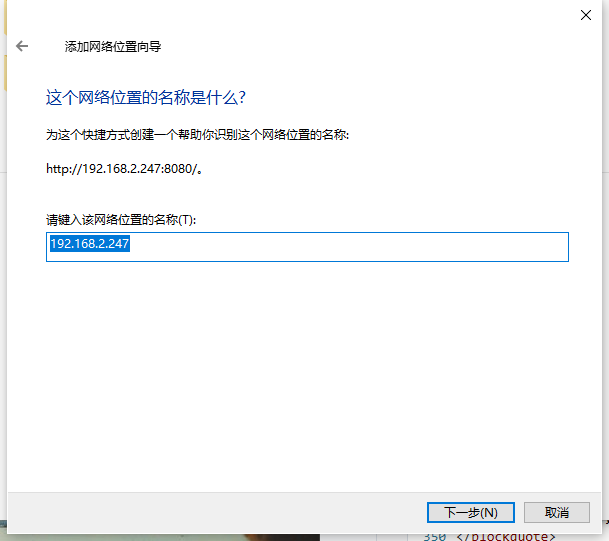 添加网络位置向导
这个网络位置的名称是什么?
为这个快捷方式创建一个帮助你识别这个网络位置的名称:
http://192.168.2.247:8080/。
请键入该网络位置的名称(T):
192.168.2.247
下一步(N)
取消
350 </blockquote>